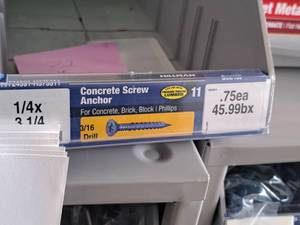 HILLMAN
Concrete Screw
Anchor
11
For Concrete, Brick, Block | Phillips
1/4x
3 1/4
3/16
Drill
.75ea
45.99bx